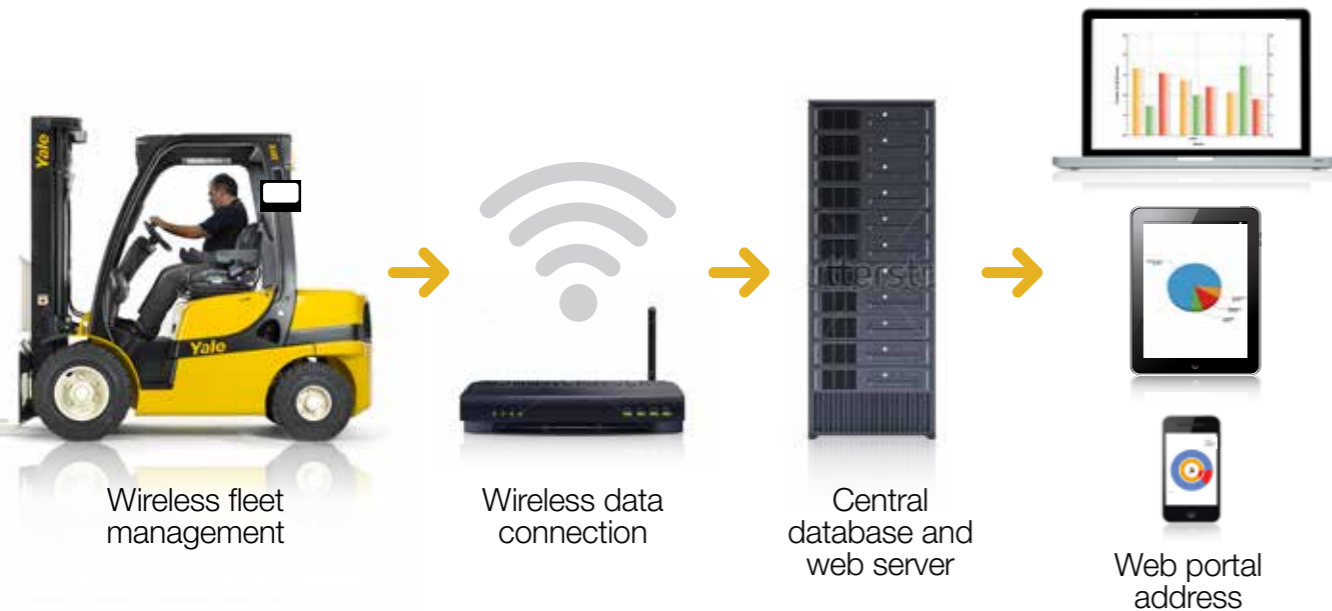 Yale
Yale
Wireless fleet
management
Wireless data
connection
Central
database and
web server
Web portal
address